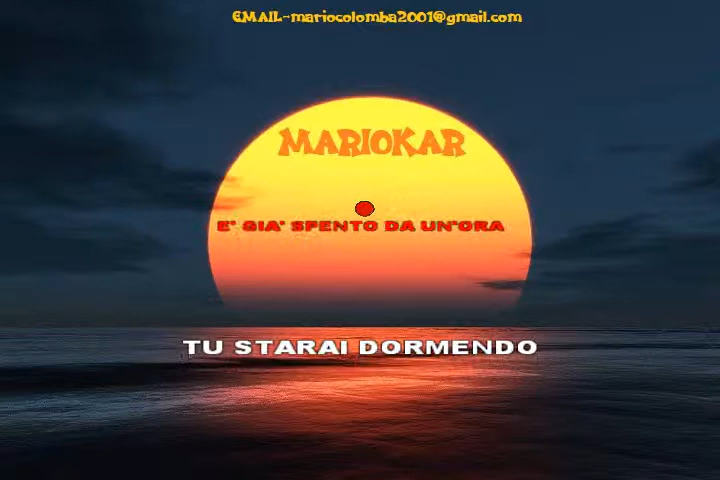 EMAIL-mariocolomba2001@gmail.com
MARIOKAR
E' GIA' SPENTO DA UN'ORA
TU STARAI DORMENDO